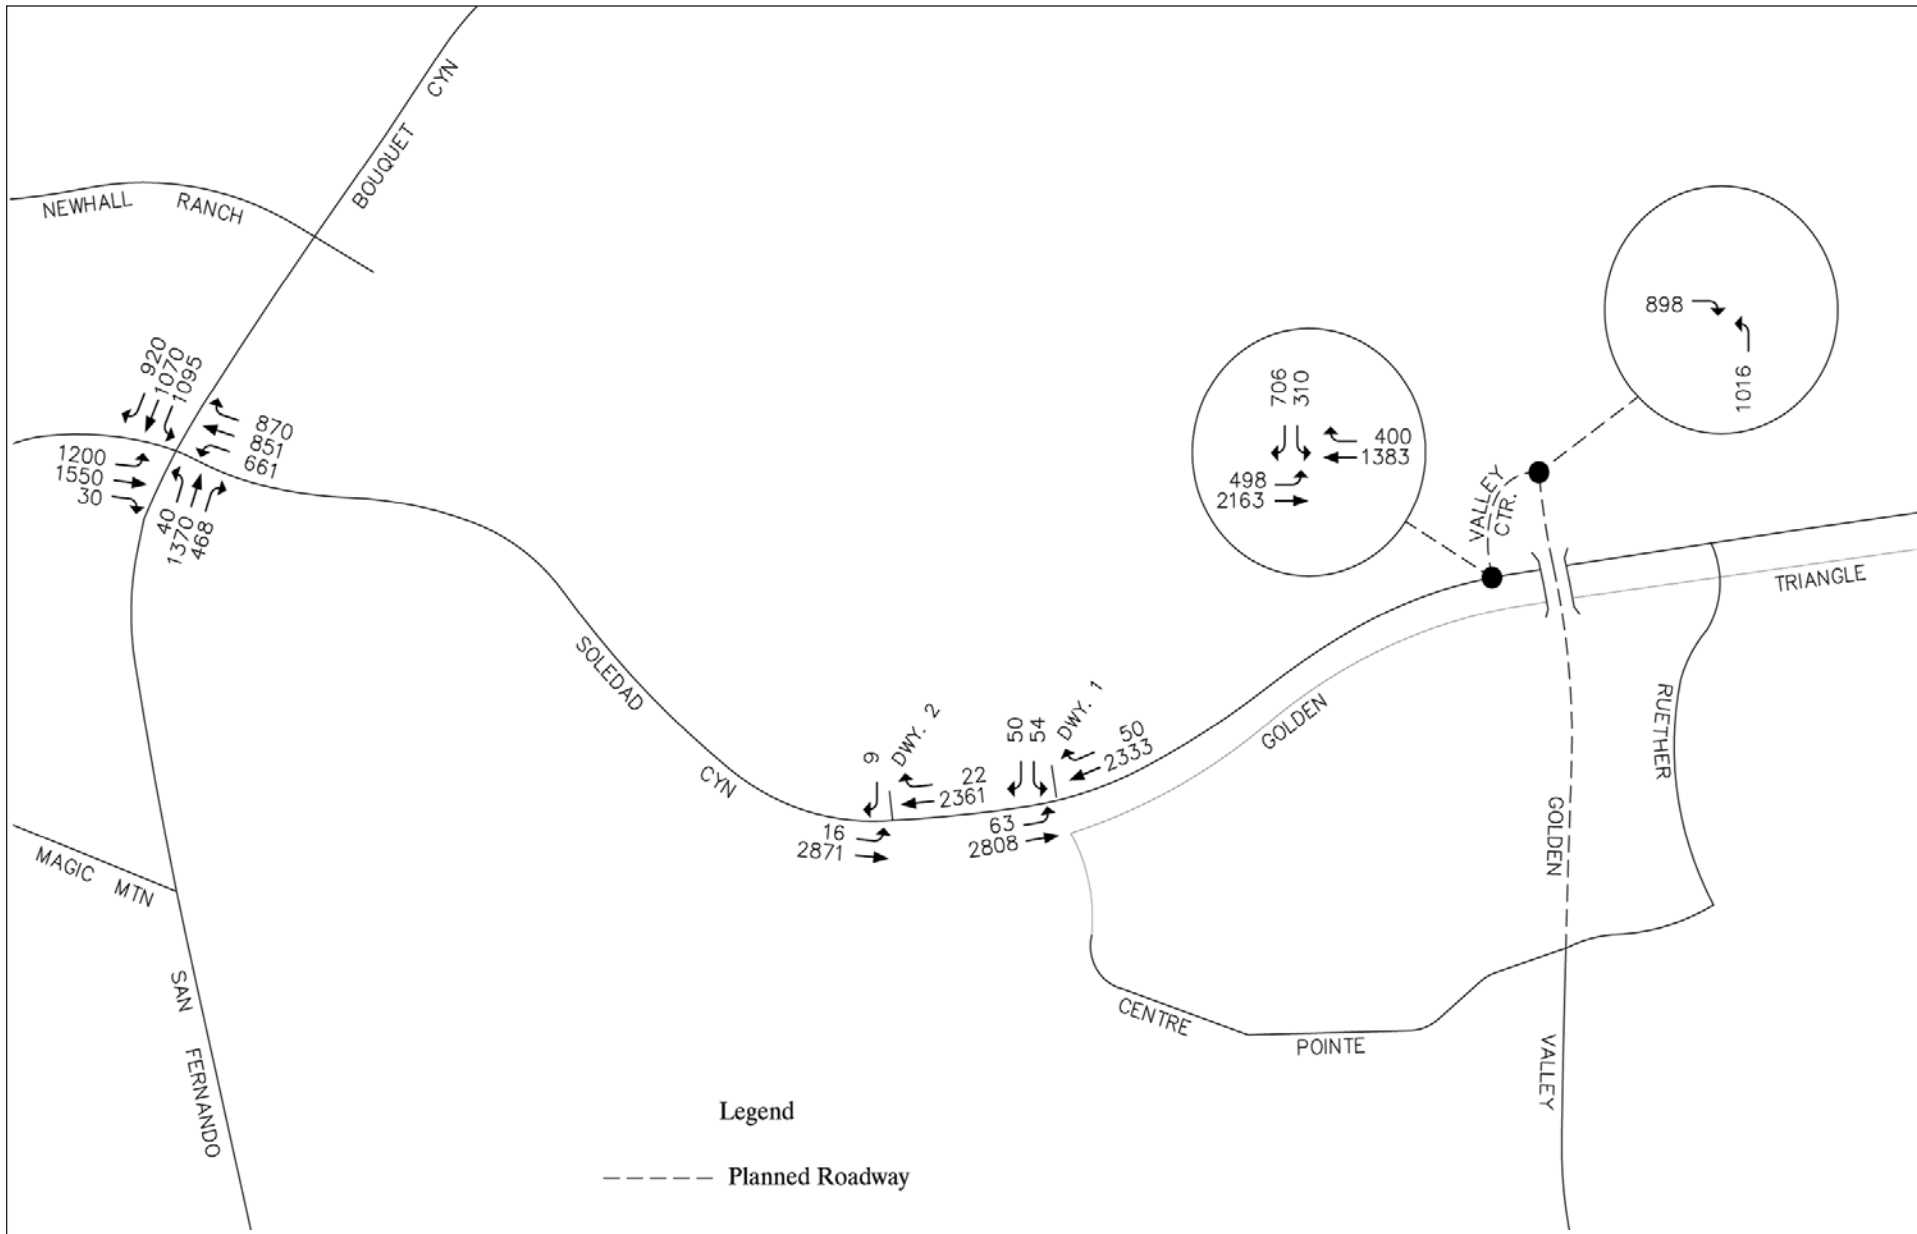 BOUQUET CYN
NEWHALL RANCH
920
1070
1095
870
851
661
1200
1550
30
40
1370
468
898
1016
706
310
400
1383
498
2163
VALLEY
CTR.
TRIANGLE
GOLDEN
RUETHER
SOLEDAD
CYN
9
DWY. 2
22
2361
16
2871
50
54
DWY. 1
50
2333
63
2808
MAGIC MTN
SAN
FERNANDO
GOLDEN
VALLEY
CENTRE
POINTE
Legend
Planned Roadway